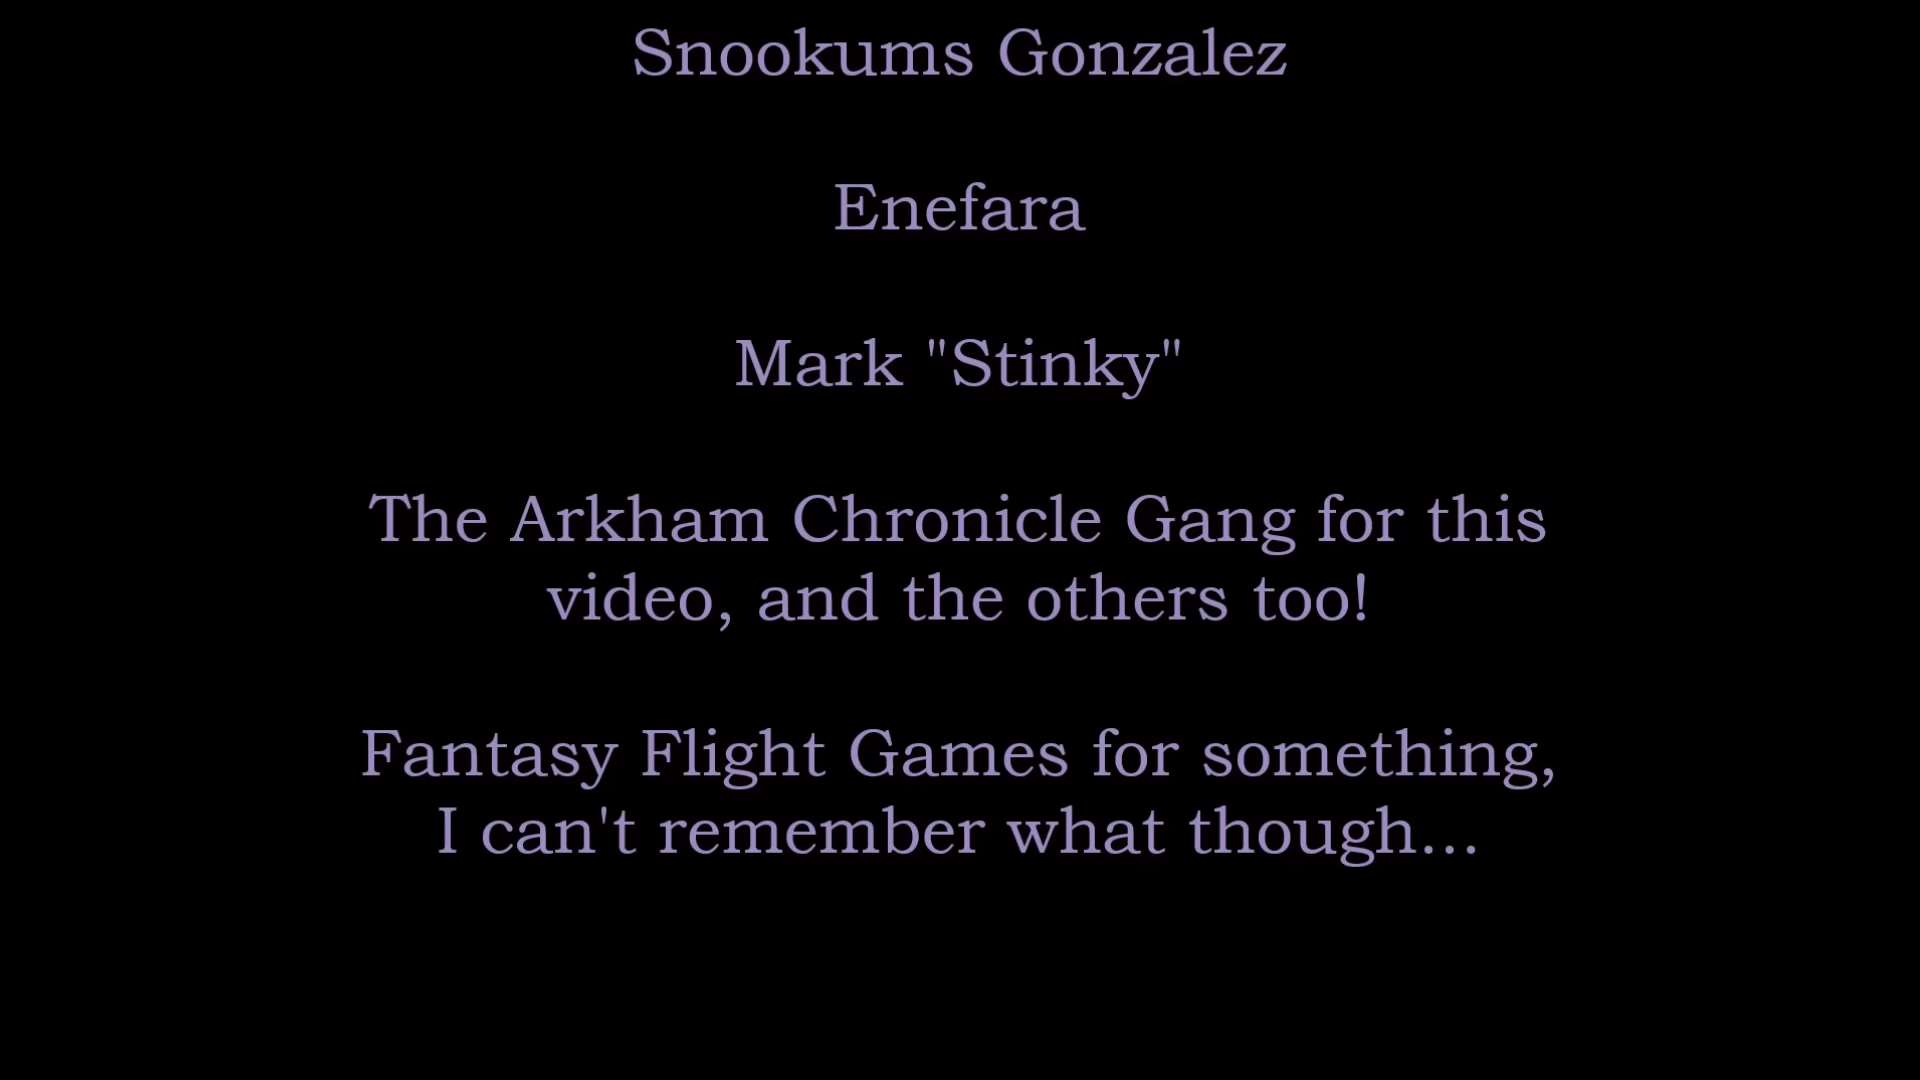 Snookums Gonzalez
Enefara
Mark "Stinky"
The Arkham Chronicle Gang for this
video, and the others too!
Fantasy Flight Games for something,
I can't remember what though...